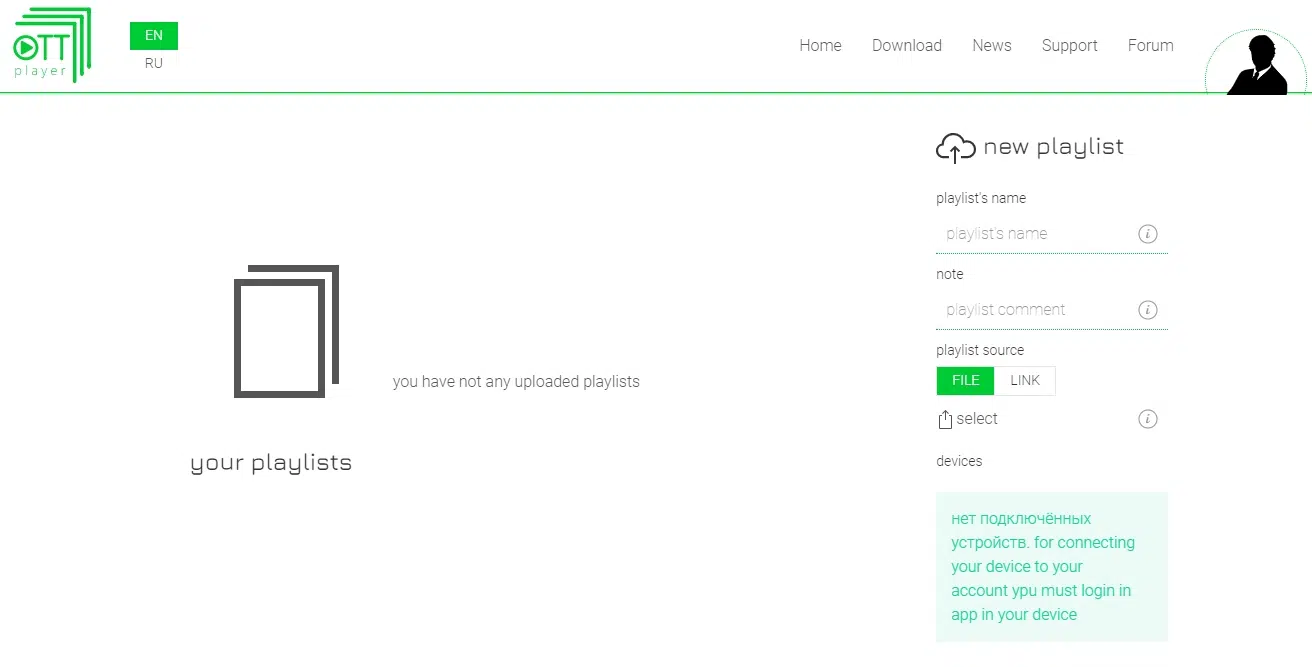 OTT
player
EN
RU
Home Download News Support Forum
new playlist
playlist's name
playlist's name
note
playlist comment
playlist source
FILE LINK
select
devices
нет подключённых
устройств. for connecting
your device to your
account ypu must login in
app in your device
you have not any uploaded playlists
your playlists